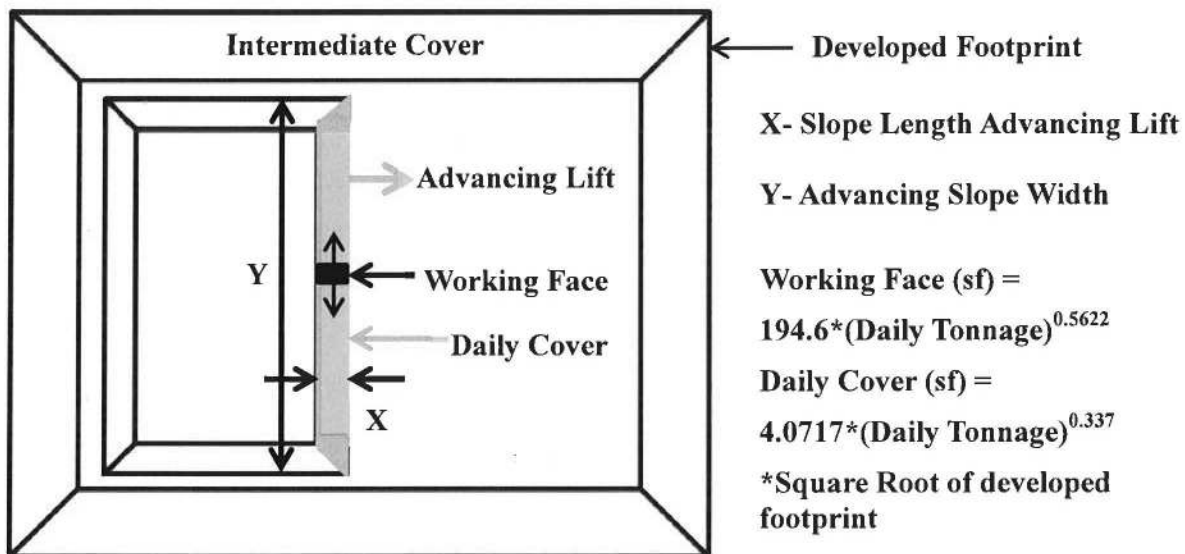 Intermediate Cover
Developed Footprint
X- Slope Length Advancing Lift
Advancing Lift
Y- Advancing Slope Width
Y
Working Face
Daily Cover
X
Working Face (sf) =
194.6*(Daily Tonnage)^0.5622
Daily Cover (sf) =
4.0717*(Daily Tonnage)^0.337
*Square Root of developed
footprint